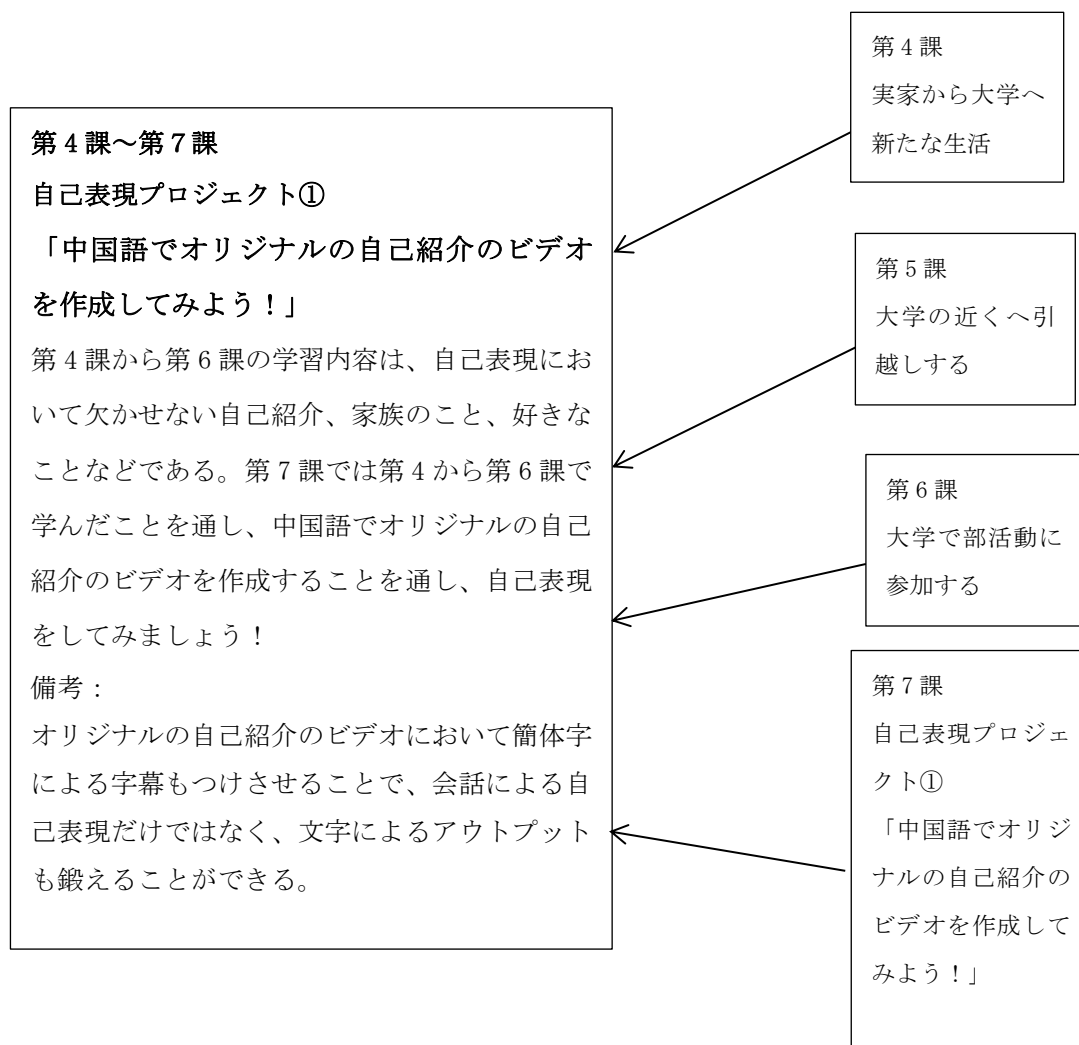 第４課～第７課
自己表現プロジェクト①
「中国語でオリジナルの自己紹介のビデオ
を作成してみよう！」
第４課から第６課の学習内容は、自己表現にお
いて欠かせない自己紹介、家族のこと、好きな
ことなどである。第７課では第４から第６課で
学んだことを通し、中国語でオリジナルの自己
紹介のビデオを作成することを通し、自己表現
をしてみましょう！
備考：
オリジナルの自己紹介のビデオにおいて簡体字
による字幕もつけさせることで、会話による自
己表現だけではなく、文字によるアウトプット
も鍛えることができる。
第４課
実家から大学へ
新たな生活
第５課
大学の近くへ引
越しする
第６課
大学で部活動に
参加する
第７課
自己表現プロジェ
クト①
「中国語でオリジ
ナルの自己紹介の
ビデオを作成して
みよう！」